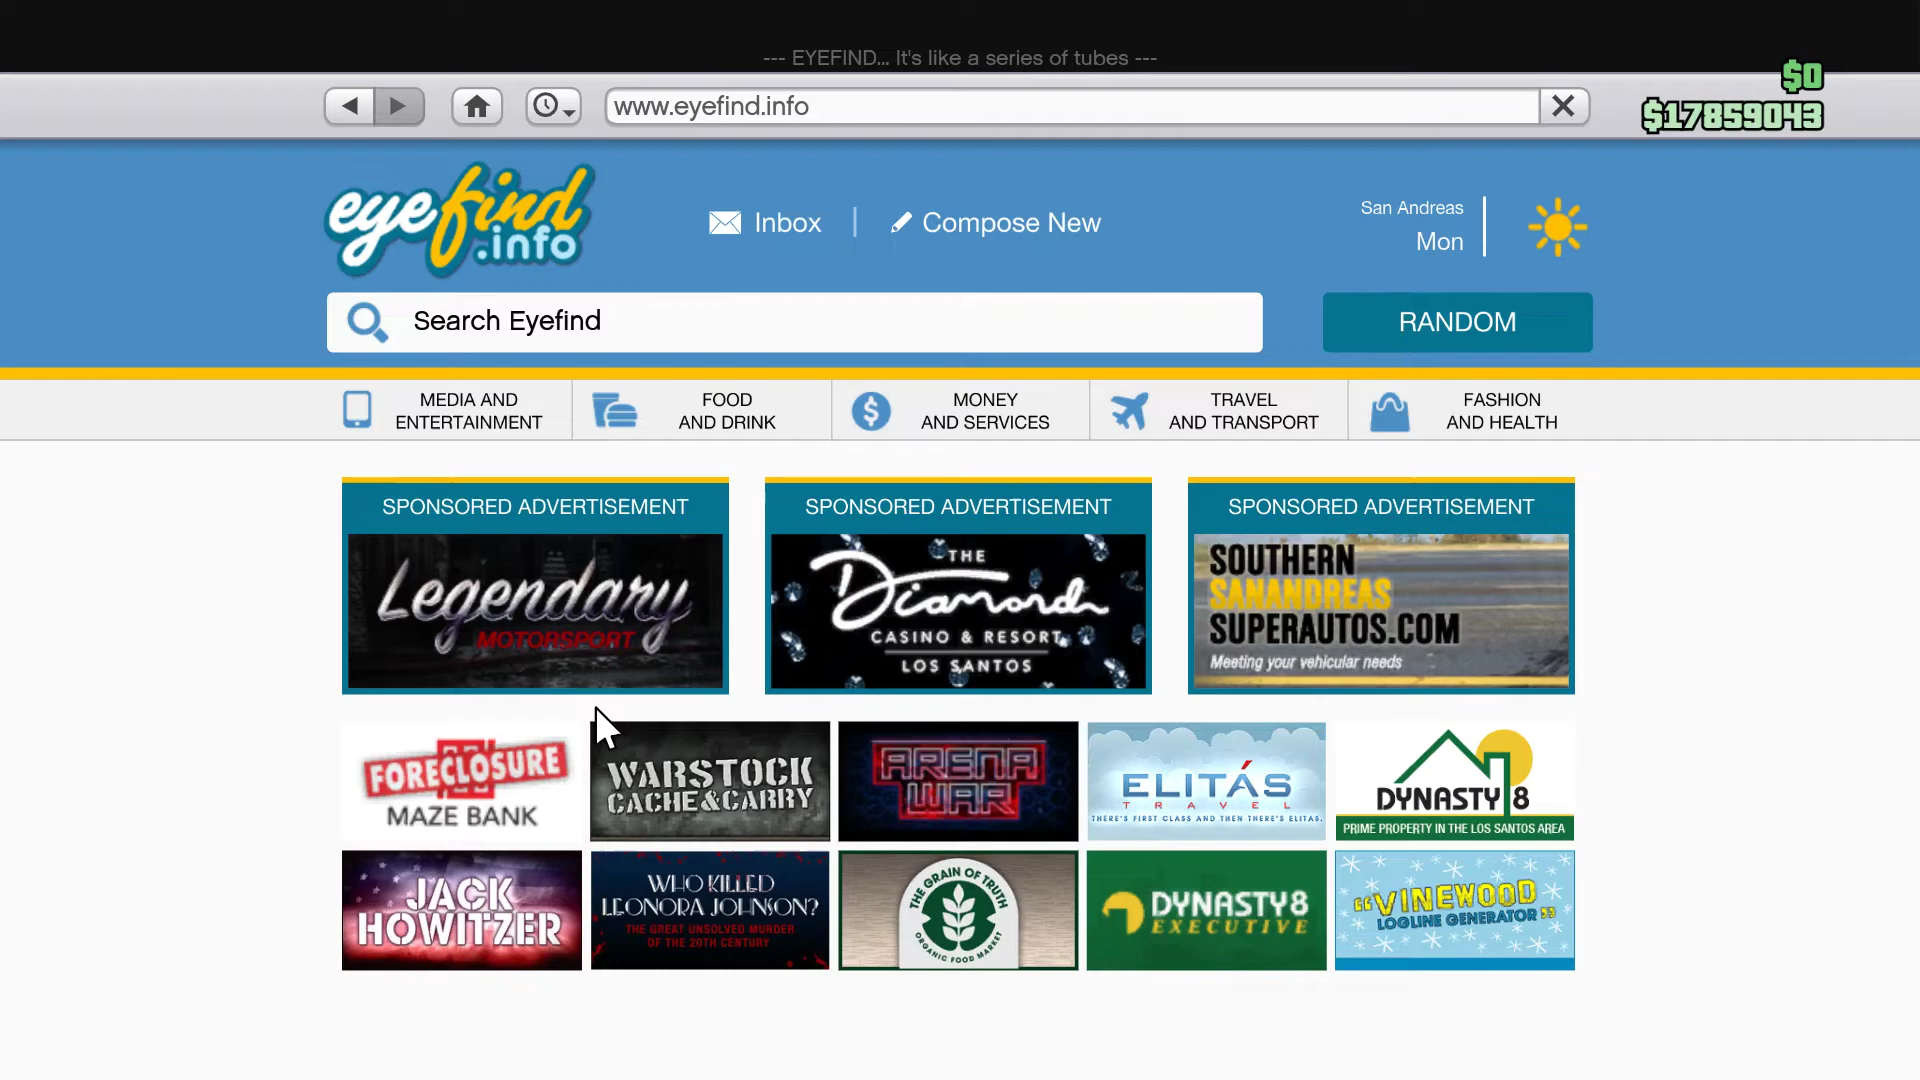 --- EYEFIND... It's like a series of tubes ---
$0
www.eyefind.info
$17859043
eyefind
.info
Inbox
Compose New
San Andreas
Mon
Search Eyefind
RANDOM
MEDIA AND
ENTERTAINMENT
FOOD
AND DRINK
MONEY
AND SERVICES
TRAVEL
AND TRANSPORT
FASHION
AND HEALTH
SPONSORED ADVERTISEMENT
Legendary
MOTORSPORT
SPONSORED ADVERTISEMENT
THE
Diamond
CASINO & RESORT
LOS SANTOS
SPONSORED ADVERTISEMENT
SOUTHERN
SANANDREAS
SUPERAUTOS.COM
Meeting your vehicular needs
FORECLOSURE
MAZE BANK
WARSTOCK
CACHE&CARRY
ARENA
WAR
ELITÁS
TRAVEL
THERE'S FIRST CLASS AND THEN THERE'S ELITAS.
DYNASTY 8
PRIME PROPERTY IN THE LOS SANTOS AREA
JACK
HOWITZER
WHO KILLED
LEONORA JOHNSON?
THE GREAT UNSOLVED MURDER
OF THE 20TH CENTURY
THE GRAIN OF TRUTH
ORGANIC FOOD MARKET
DYNASTY8
EXECUTIVE
"VINEWOOD
LOGLINE GENERATOR"